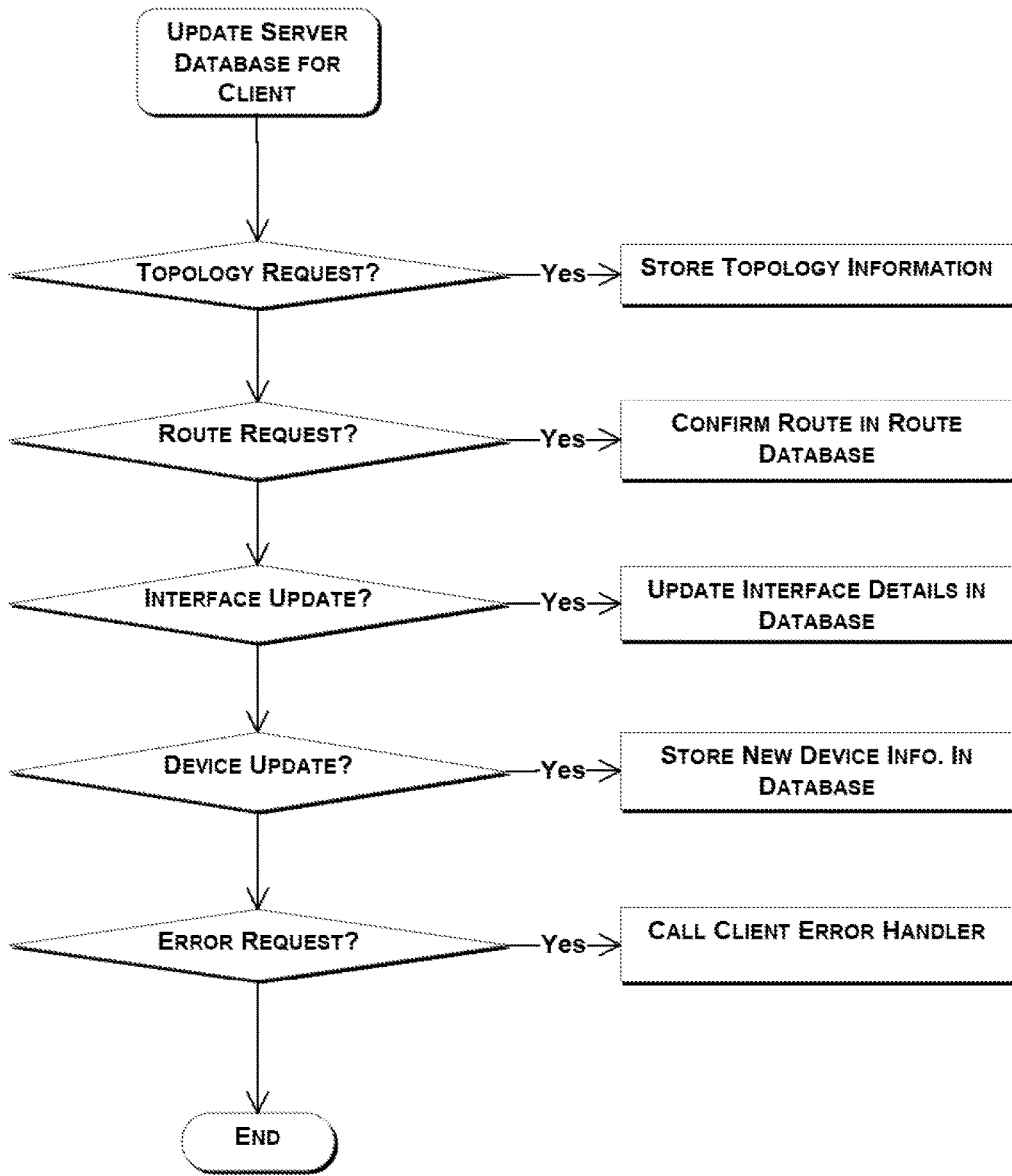 UPDATE SERVER
DATABASE FOR
CLIENT
TOPOLOGY REQUEST?
Yes
STORE TOPOLOGY INFORMATION
ROUTE REQUEST?
Yes
CONFIRM ROUTE IN ROUTE
DATABASE
INTERFACE UPDATE?
Yes
UPDATE INTERFACE DETAILS IN
DATABASE
DEVICE UPDATE?
Yes
STORE NEW DEVICE INFO. IN
DATABASE
ERROR REQUEST?
Yes
CALL CLIENT ERROR HANDLER
END